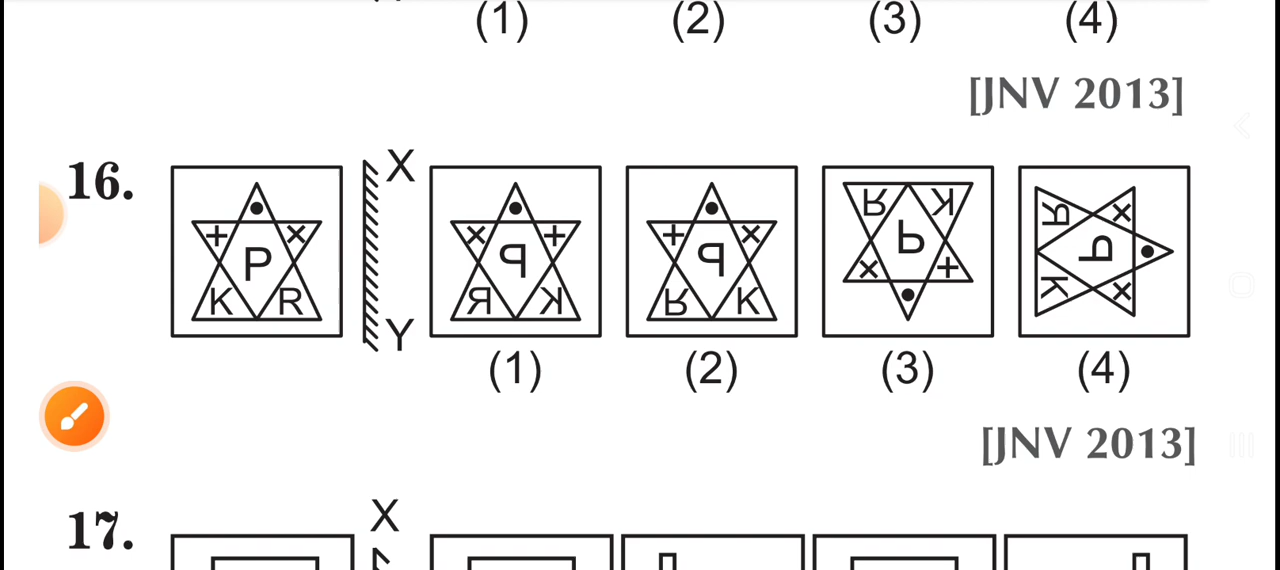 (1) (2) (3) (4)
[JNV 2013]
16.
P
+ ×
K R
X
Y
P
× +
R K
P
+ ×
R K
R K
P
× +
R ×
P
K ×
(1) (2) (3) (4)
[JNV 2013]
17.
X